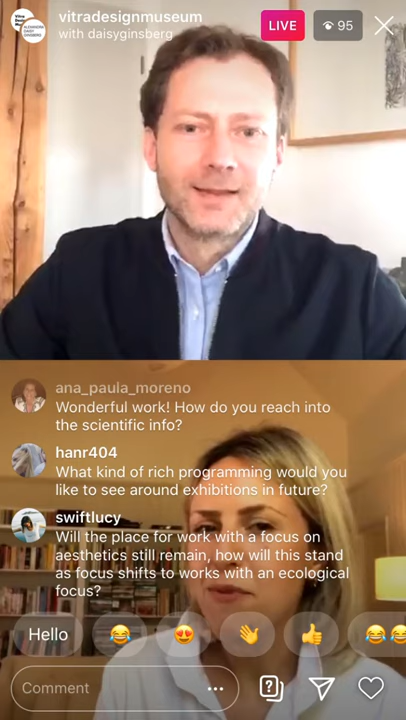 vitradesignmuseum
with daisyginsberg
LIVE
95
ana_paula_moreno
Wonderful work! How do you reach into
the scientific info?
hanr404
What kind of rich programming would you
like to see around exhibitions in future?
swiftlucy
Will the place for work with a focus on
aesthetics still remain, how will this stand
as focus shifts to works with an ecological
focus?
Hello
Comment